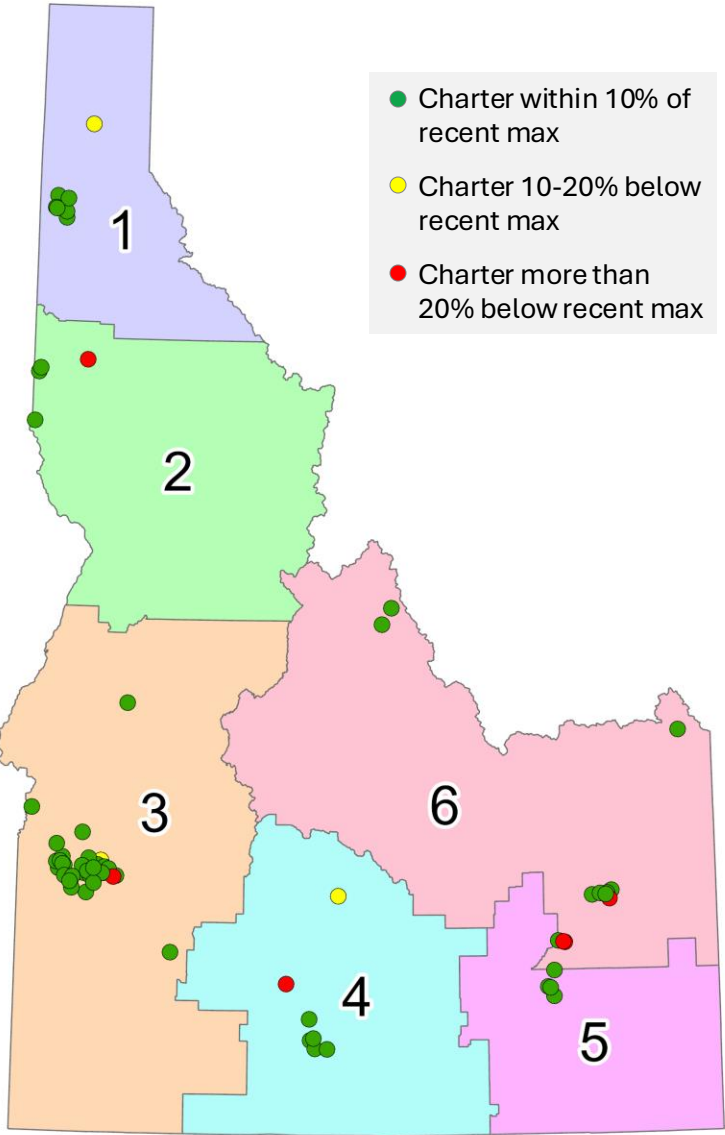 Charter within 10% of
recent max
Charter 10-20% below
recent max
Charter more than
20% below recent max
1
2
3
6
4
5